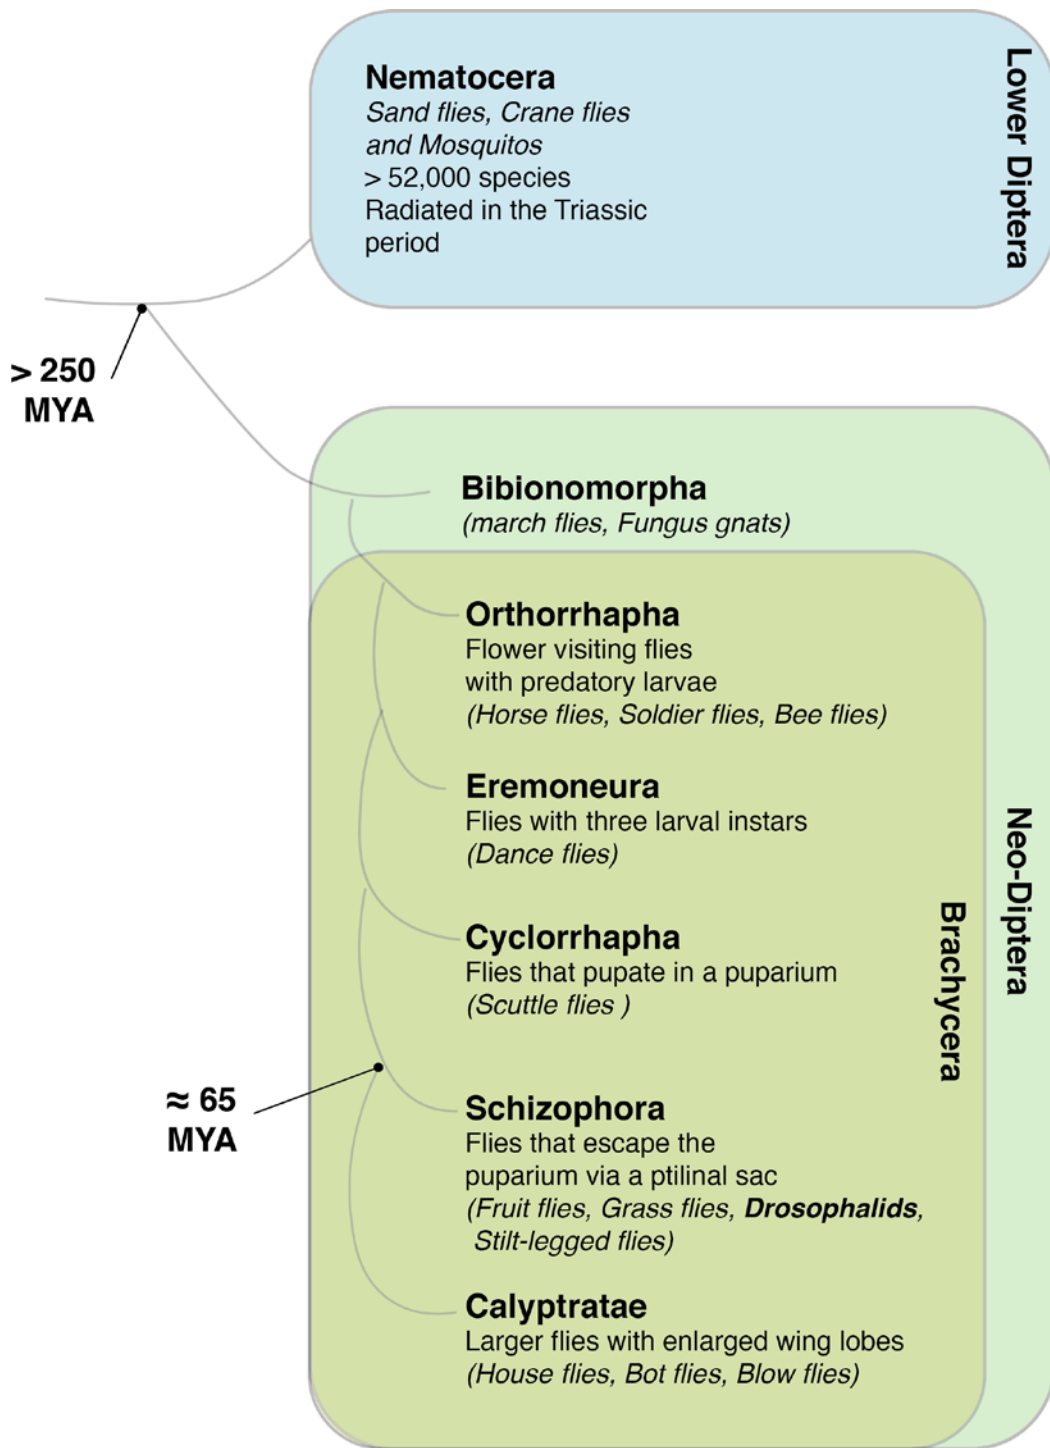 Nematocera
Sand flies, Crane flies
and Mosquitos
> 52,000 species
Radiated in the Triassic
period
Lower Diptera
> 250
MYA
Bibionomorpha
(march flies, Fungus gnats)
Orthorrhapha
Flower visiting flies
with predatory larvae
(Horse flies, Soldier flies, Bee flies)
Eremoneura
Flies with three larval instars
(Dance flies)
Cyclorrhapha
Flies that pupate in a puparium
(Scuttle flies )
≈ 65
MYA
Schizophora
Flies that escape the
puparium via a ptilinal sac
(Fruit flies, Grass flies, Drosophalids,
Stilt-legged flies)
Calyptratae
Larger flies with enlarged wing lobes
(House flies, Bot flies, Blow flies)
Brachycera
Neo-Diptera